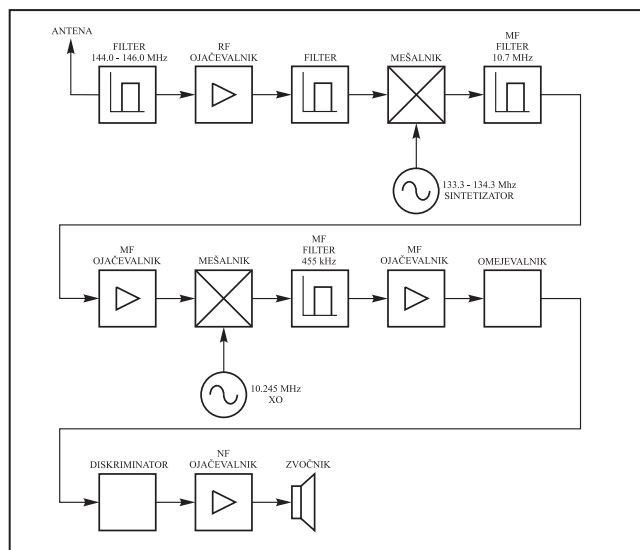 ANTENA
FILTER
144.0 - 146.0 MHz
RF
OJAČEVALNIK
FILTER
MEŠALNIK
MF
FILTER
10.7 MHz
133.3 - 134.3 Mhz
SINTETIZATOR
MF
OJAČEVALNIK
MEŠALNIK
MF
FILTER
455 kHz
MF
OJAČEVALNIK
OMEJEVALNIK
10.245 MHz
XO
DISKRIMINATOR
NF
OJAČEVALNIK
ZVOČNIK